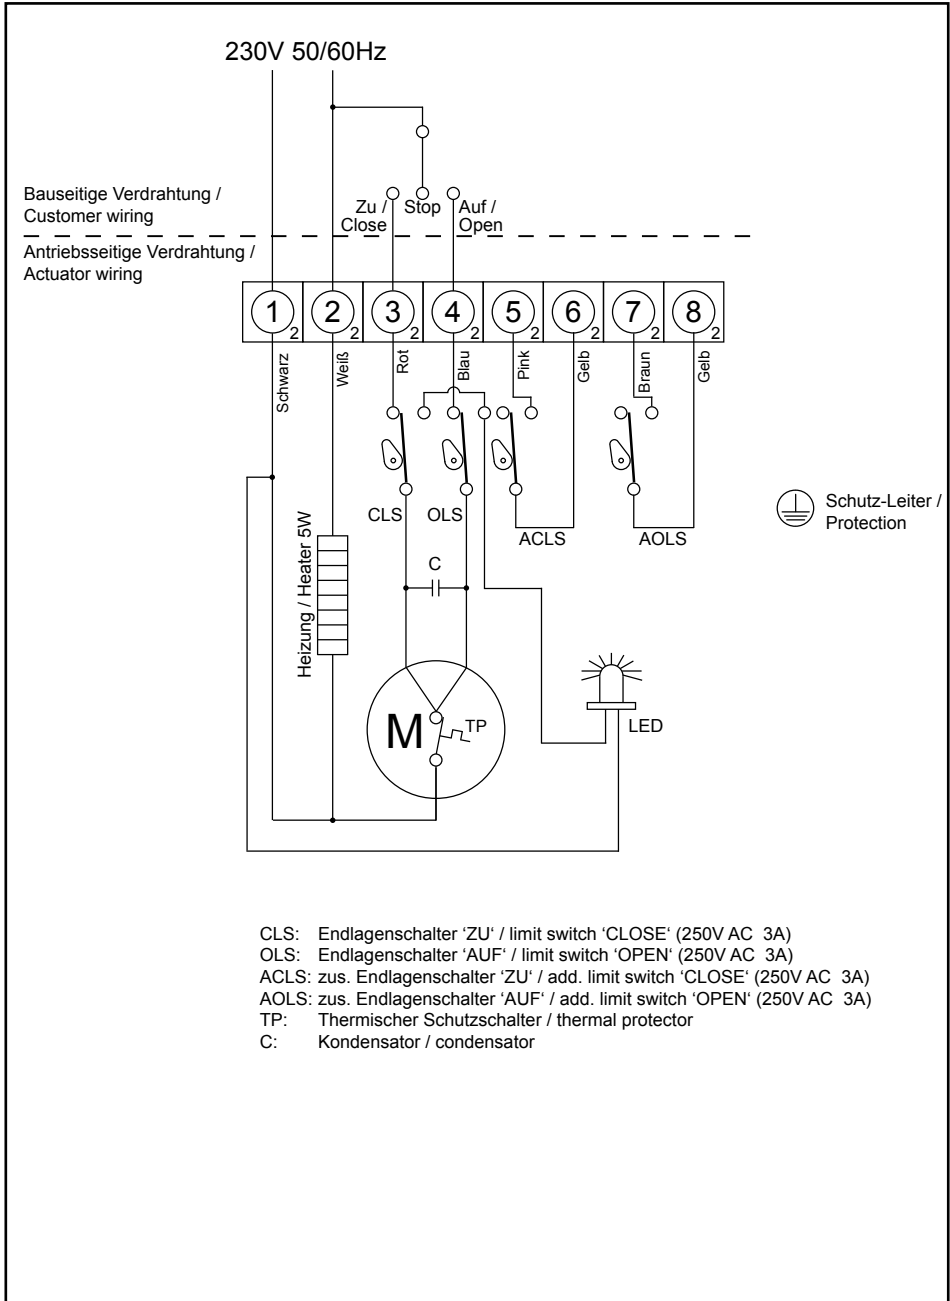 230V 50/60Hz
Bauseitige Verdrahtung /
Customer wiring
Zu /
Close
Stop
Auf /
Open
Antriebsseitige Verdrahtung /
Actuator wiring
1 2
2 2
3 2
4 2
5 2
6 2
7 2
8 2
Schwarz
Weiß
Rot
Blau
Pink
Gelb
Braun
Gelb
CLS
OLS
ACLS
AOLS
Schutz-Leiter /
Protection
Heizung / Heater 5W
C
M
TP
LED
CLS: Endlagenschalter ‘ZU‘ / limit switch ‘CLOSE‘ (250V AC 3A)
OLS: Endlagenschalter ‘AUF‘ / limit switch ‘OPEN‘ (250V AC 3A)
ACLS: zus. Endlagenschalter ‘ZU‘ / add. limit switch ‘CLOSE‘ (250V AC 3A)
AOLS: zus. Endlagenschalter ‘AUF‘ / add. limit switch ‘OPEN‘ (250V AC 3A)
TP: Thermischer Schutzschalter / thermal protector
C: Kondensator / condensator